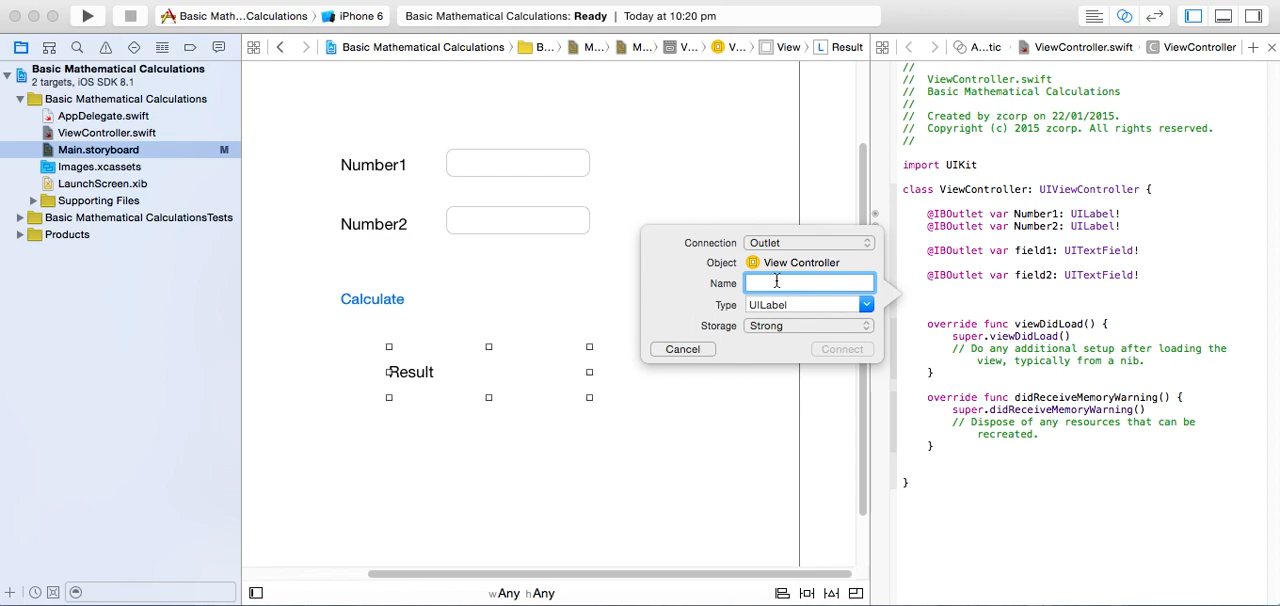 Basic Math...Calculations
iPhone 6
Basic Mathematical Calculations: Ready | Today at 10:20 pm
Basic Mathematical Calculations
B...
M...
M...
V...
V...
View
L Result
A...tic
ViewController.swift
C ViewController
Basic Mathematical Calculations
2 targets, iOS SDK 8.1
Basic Mathematical Calculations
AppDelegate.swift
ViewController.swift
Main.storyboard M
Images.xcassets
LaunchScreen.xib
Supporting Files
Basic Mathematical CalculationsTests
Products
Number1
Number2
Calculate
Result
wAny hAny
Connection Outlet
Object View Controller
Name
Type UILabel
Storage Strong
Cancel Connect
//
// ViewController.swift
// Basic Mathematical Calculations
//
// Created by zcorp on 22/01/2015.
// Copyright (c) 2015 zcorp. All rights reserved.
//
import UIKit
class ViewController: UIViewController {
@IBOutlet var Number1: UILabel!
@IBOutlet var Number2: UILabel!
@IBOutlet var field1: UITextField!
@IBOutlet var field2: UITextField!
override func viewDidLoad() {
super.viewDidLoad()
// Do any additional setup after loading the
view, typically from a nib.
}
override func didReceiveMemoryWarning() {
super.didReceiveMemoryWarning()
// Dispose of any resources that can be
recreated.
}
}